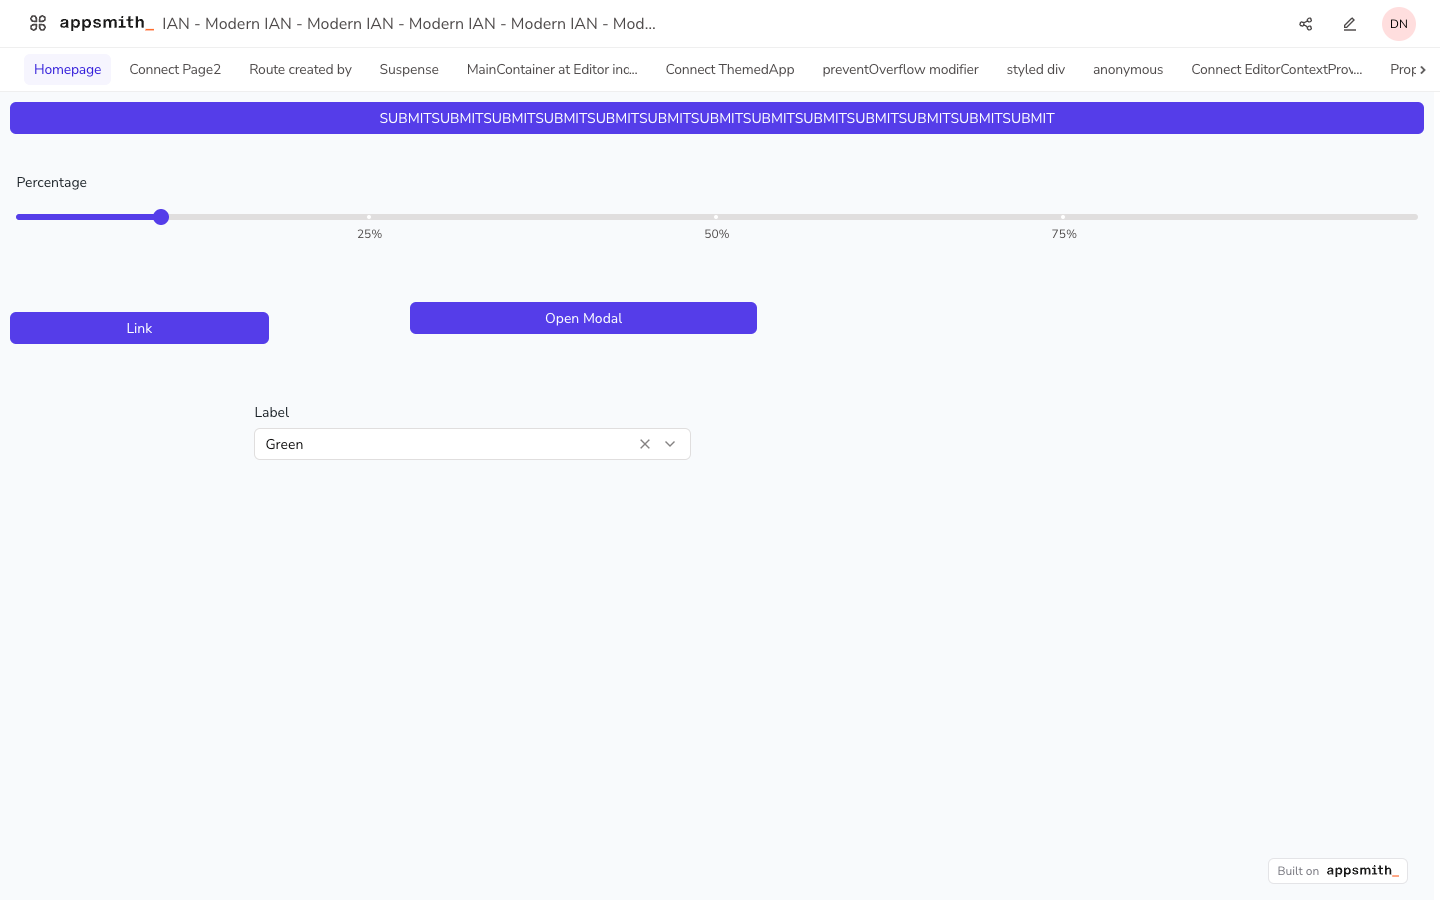 appsmith_ IAN - Modern IAN - Modern IAN - Modern IAN - Modern IAN - Mod...
DN
Homepage Connect Page2 Route created by Suspense MainContainer at Editor inc... Connect ThemedApp preventOverflow modifier styled div anonymous Connect EditorContextProv... Prop
SUBMITSUBMITSUBMITSUBMITSUBMITSUBMITSUBMITSUBMITSUBMITSUBMITSUBMITSUBMITSUBMIT
Percentage
25% 50% 75%
Link
Open Modal
Label
Green
Built on appsmith_